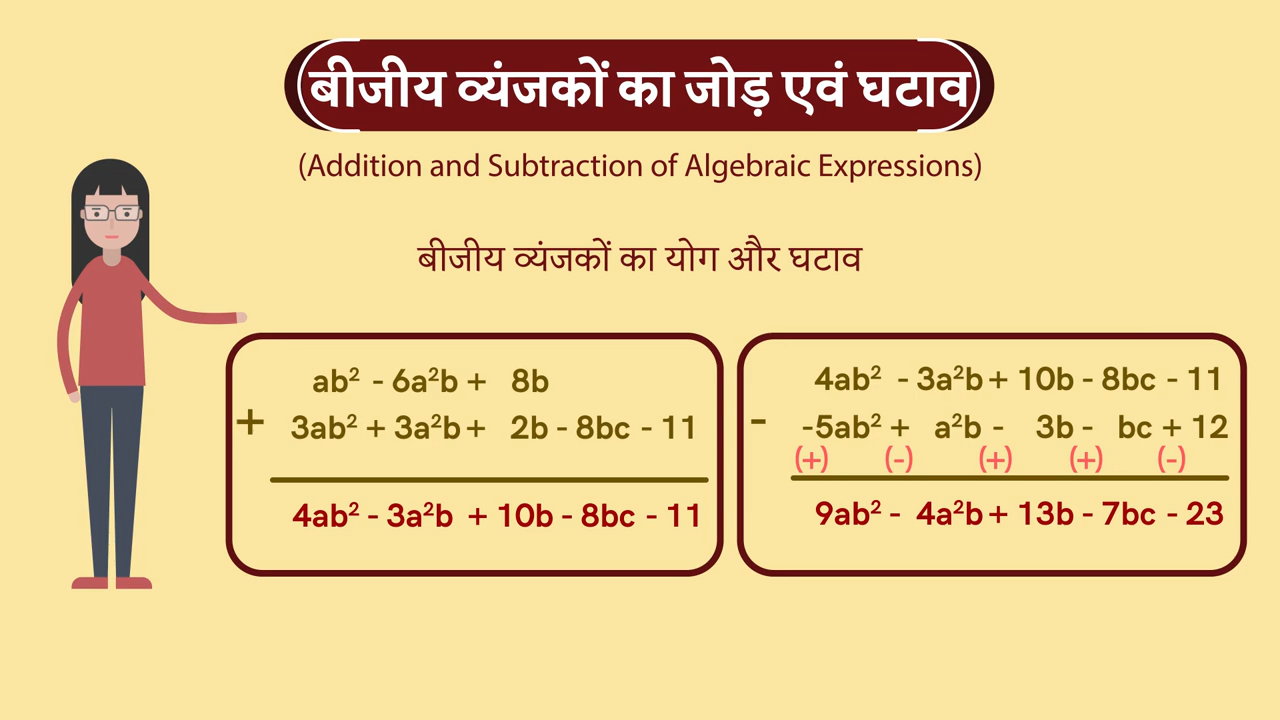 बीजीय व्यंजकों का जोड़ एवं घटाव
(Addition and Subtraction of Algebraic Expressions)
बीजीय व्यंजकों का योग और घटाव
ab² - 6a²b + 8b
+ 3ab² + 3a²b + 2b - 8bc - 11
4ab² - 3a²b + 10b - 8bc - 11
4ab² - 3a²b + 10b - 8bc - 11
- -5ab² + a²b - 3b - bc + 12
(+) (-) (+) (+) (-)
9ab² - 4a²b + 13b - 7bc - 23